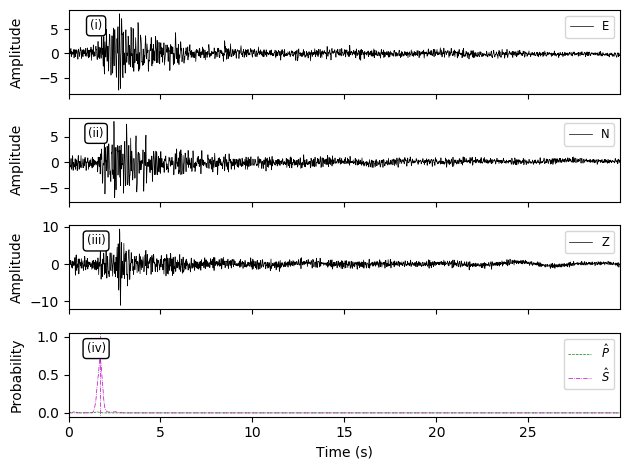 Amplitude
5
0
−5
(i)
E
Amplitude
5
0
−5
(ii)
N
Amplitude
10
0
−10
(iii)
Z
Probability
1.0
0.5
0.0
(iv)
P̂
Ŝ
0 5 10 15 20 25
Time (s)